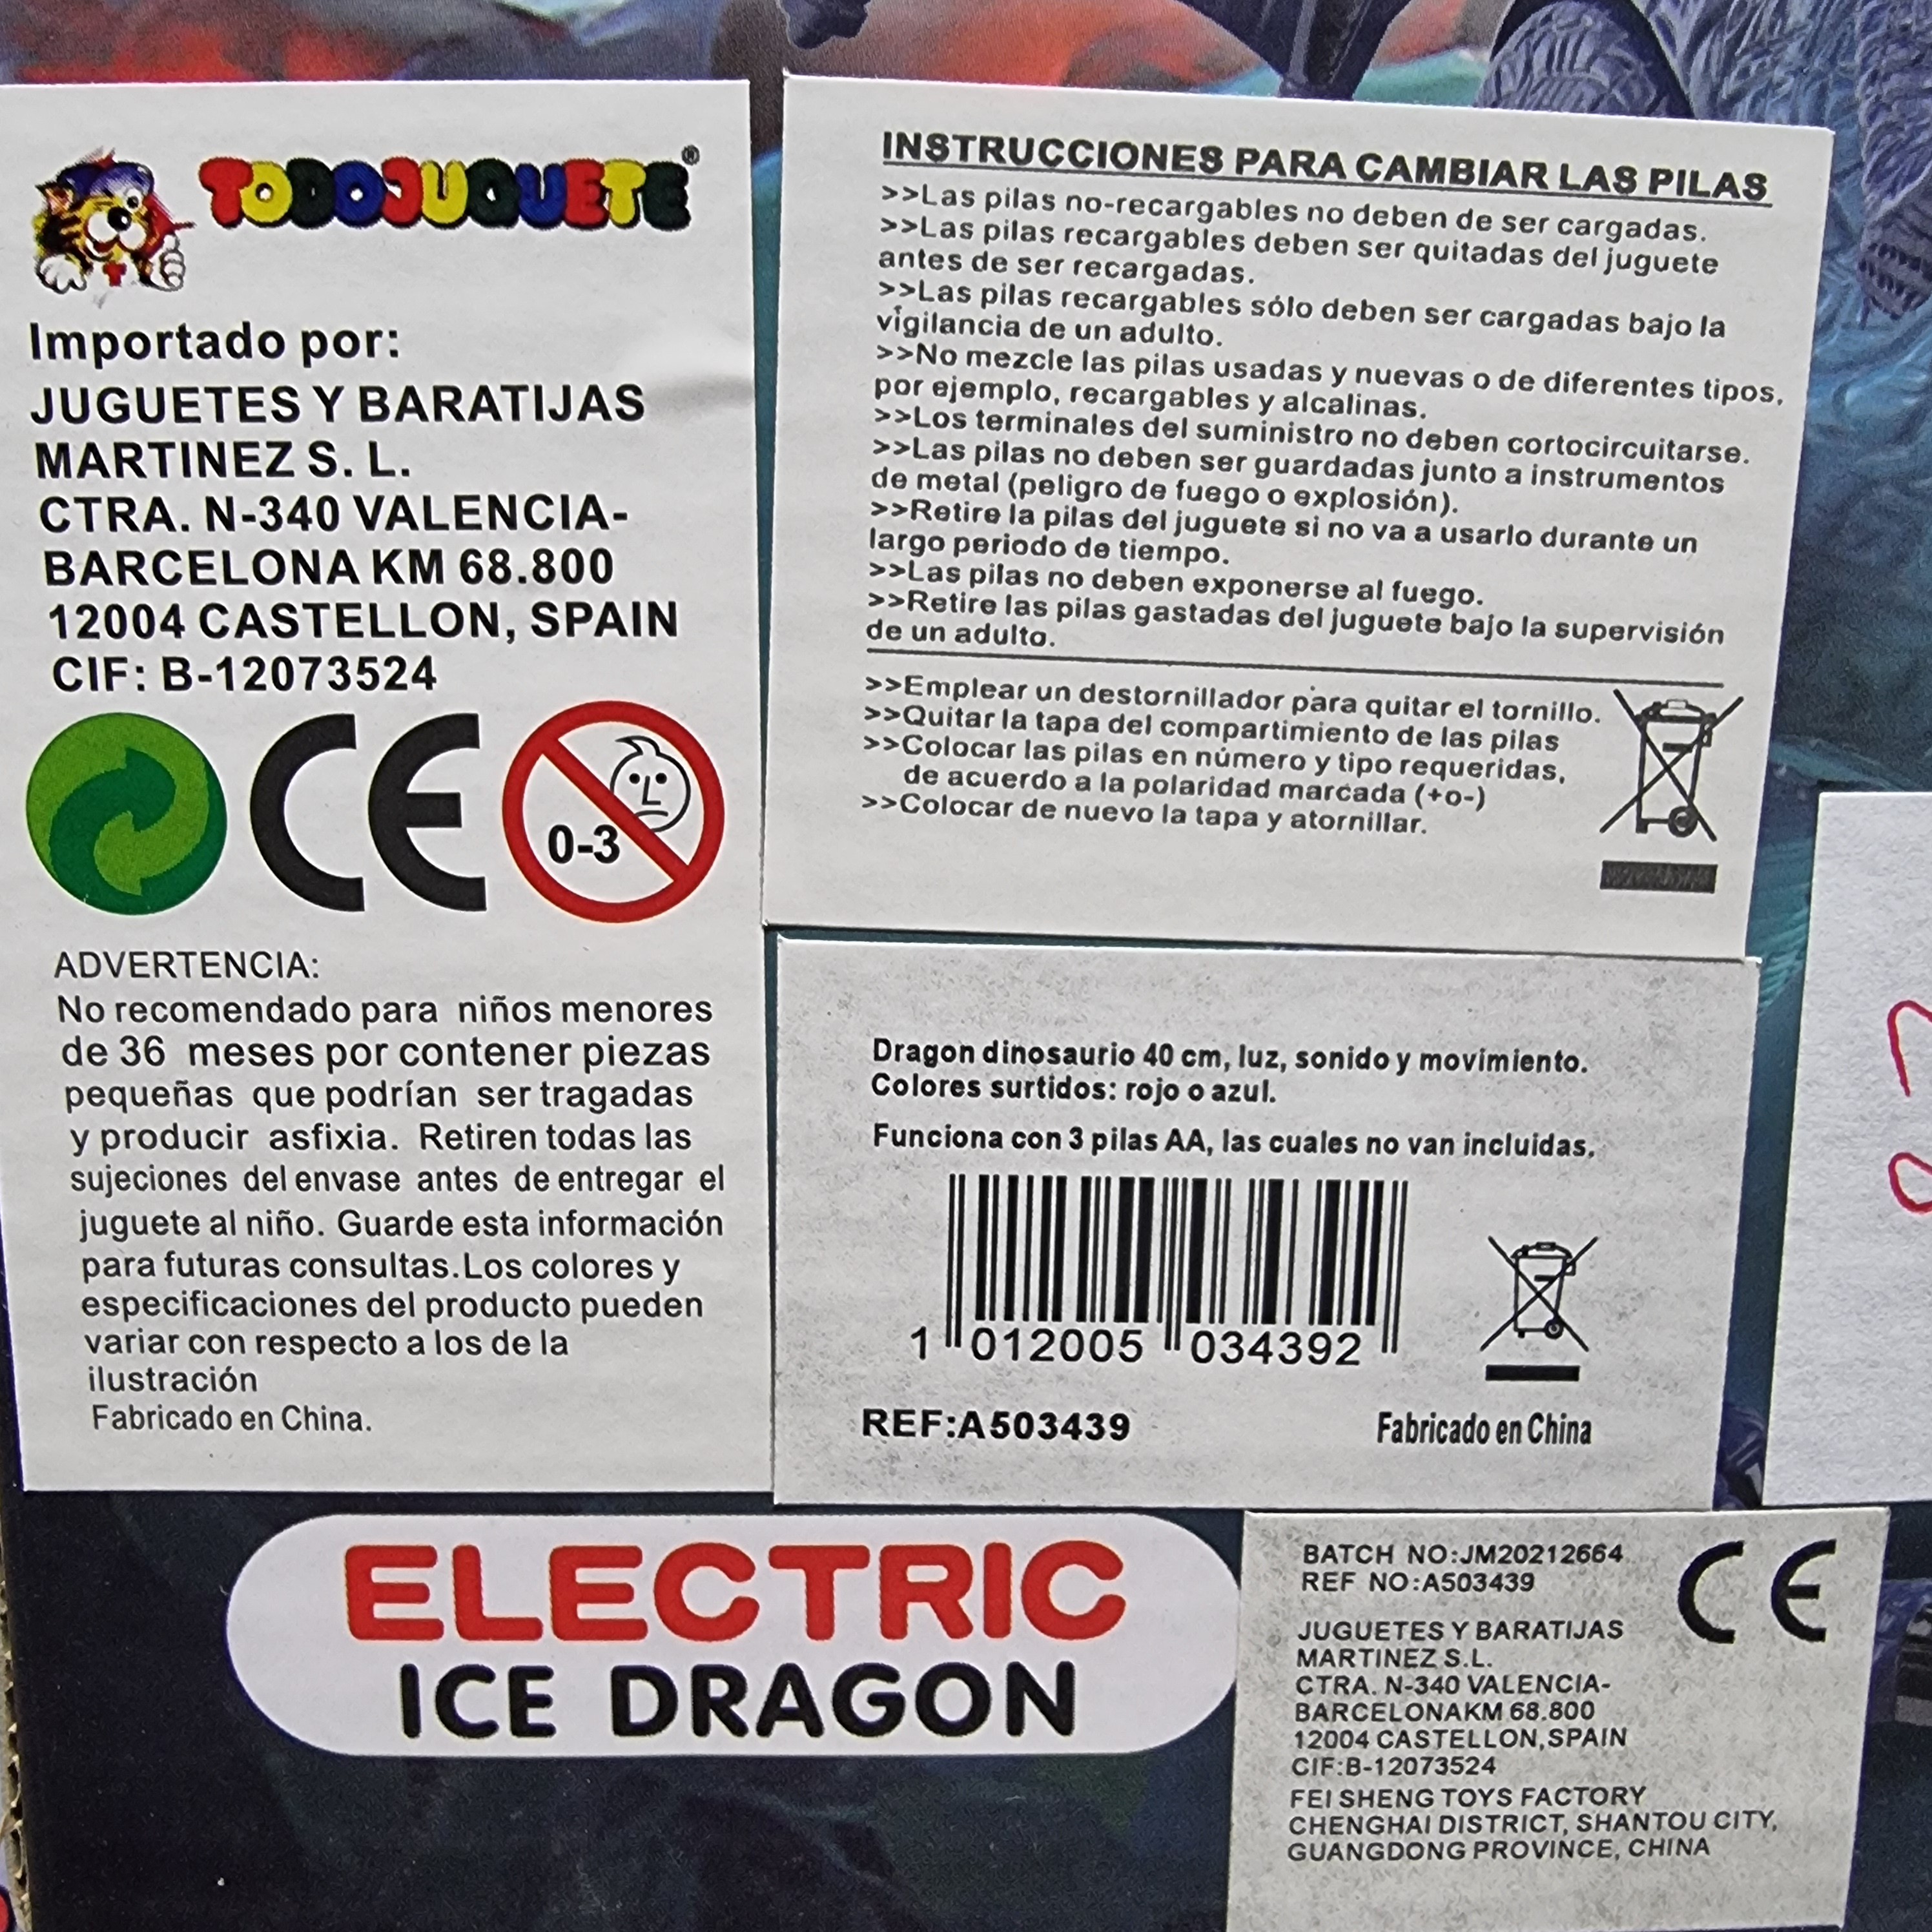 TODOJUQUETE®
Importado por:
JUGUETES Y BARATIJAS
MARTINEZ S. L.
CTRA. N-340 VALENCIA-
BARCELONA KM 68.800
12004 CASTELLON, SPAIN
CIF: B-12073524
CE
0-3
ADVERTENCIA:
No recomendado para niños menores
de 36 meses por contener piezas
pequeñas que podrían ser tragadas
y producir asfixia. Retiren todas las
sujeciones del envase antes de entregar el
juguete al niño. Guarde esta información
para futuras consultas.Los colores y
especificaciones del producto pueden
variar con respecto a los de la
ilustración
Fabricado en China.
INSTRUCCIONES PARA CAMBIAR LAS PILAS
>>Las pilas no-recargables no deben de ser cargadas.
>>Las pilas recargables deben ser quitadas del juguete
antes de ser recargadas.
>>Las pilas recargables sólo deben ser cargadas bajo la
vigilancia de un adulto.
>>No mezcle las pilas usadas y nuevas o de diferentes tipos,
por ejemplo, recargables y alcalinas.
>>Los terminales del suministro no deben cortocircuitarse.
>>Las pilas no deben ser guardadas junto a instrumentos
de metal (peligro de fuego o explosión).
>>Retire la pilas del juguete si no va a usarlo durante un
largo periodo de tiempo.
>>Las pilas no deben exponerse al fuego.
>>Retire las pilas gastadas del juguete bajo la supervisión
de un adulto.
>>Emplear un destornillador para quitar el tornillo.
>>Quitar la tapa del compartimiento de las pilas
>>Colocar las pilas en número y tipo requeridas,
de acuerdo a la polaridad marcada (+o-)
>>Colocar de nuevo la tapa y atornillar.
Dragon dinosaurio 40 cm, luz, sonido y movimiento.
Colores surtidos: rojo o azul.
Funciona con 3 pilas AA, las cuales no van incluidas.
1 012005 034392
REF:A503439
Fabricado en China
ELECTRIC
ICE DRAGON
BATCH NO:JM20212664
REF NO:A503439
CE
JUGUETES Y BARATIJAS
MARTINEZ S.L.
CTRA. N-340 VALENCIA-
BARCELONAKM 68.800
12004 CASTELLON,SPAIN
CIF:B-12073524
FEI SHENG TOYS FACTORY
CHENGHAI DISTRICT, SHANTOU CITY,
GUANGDONG PROVINCE, CHINA